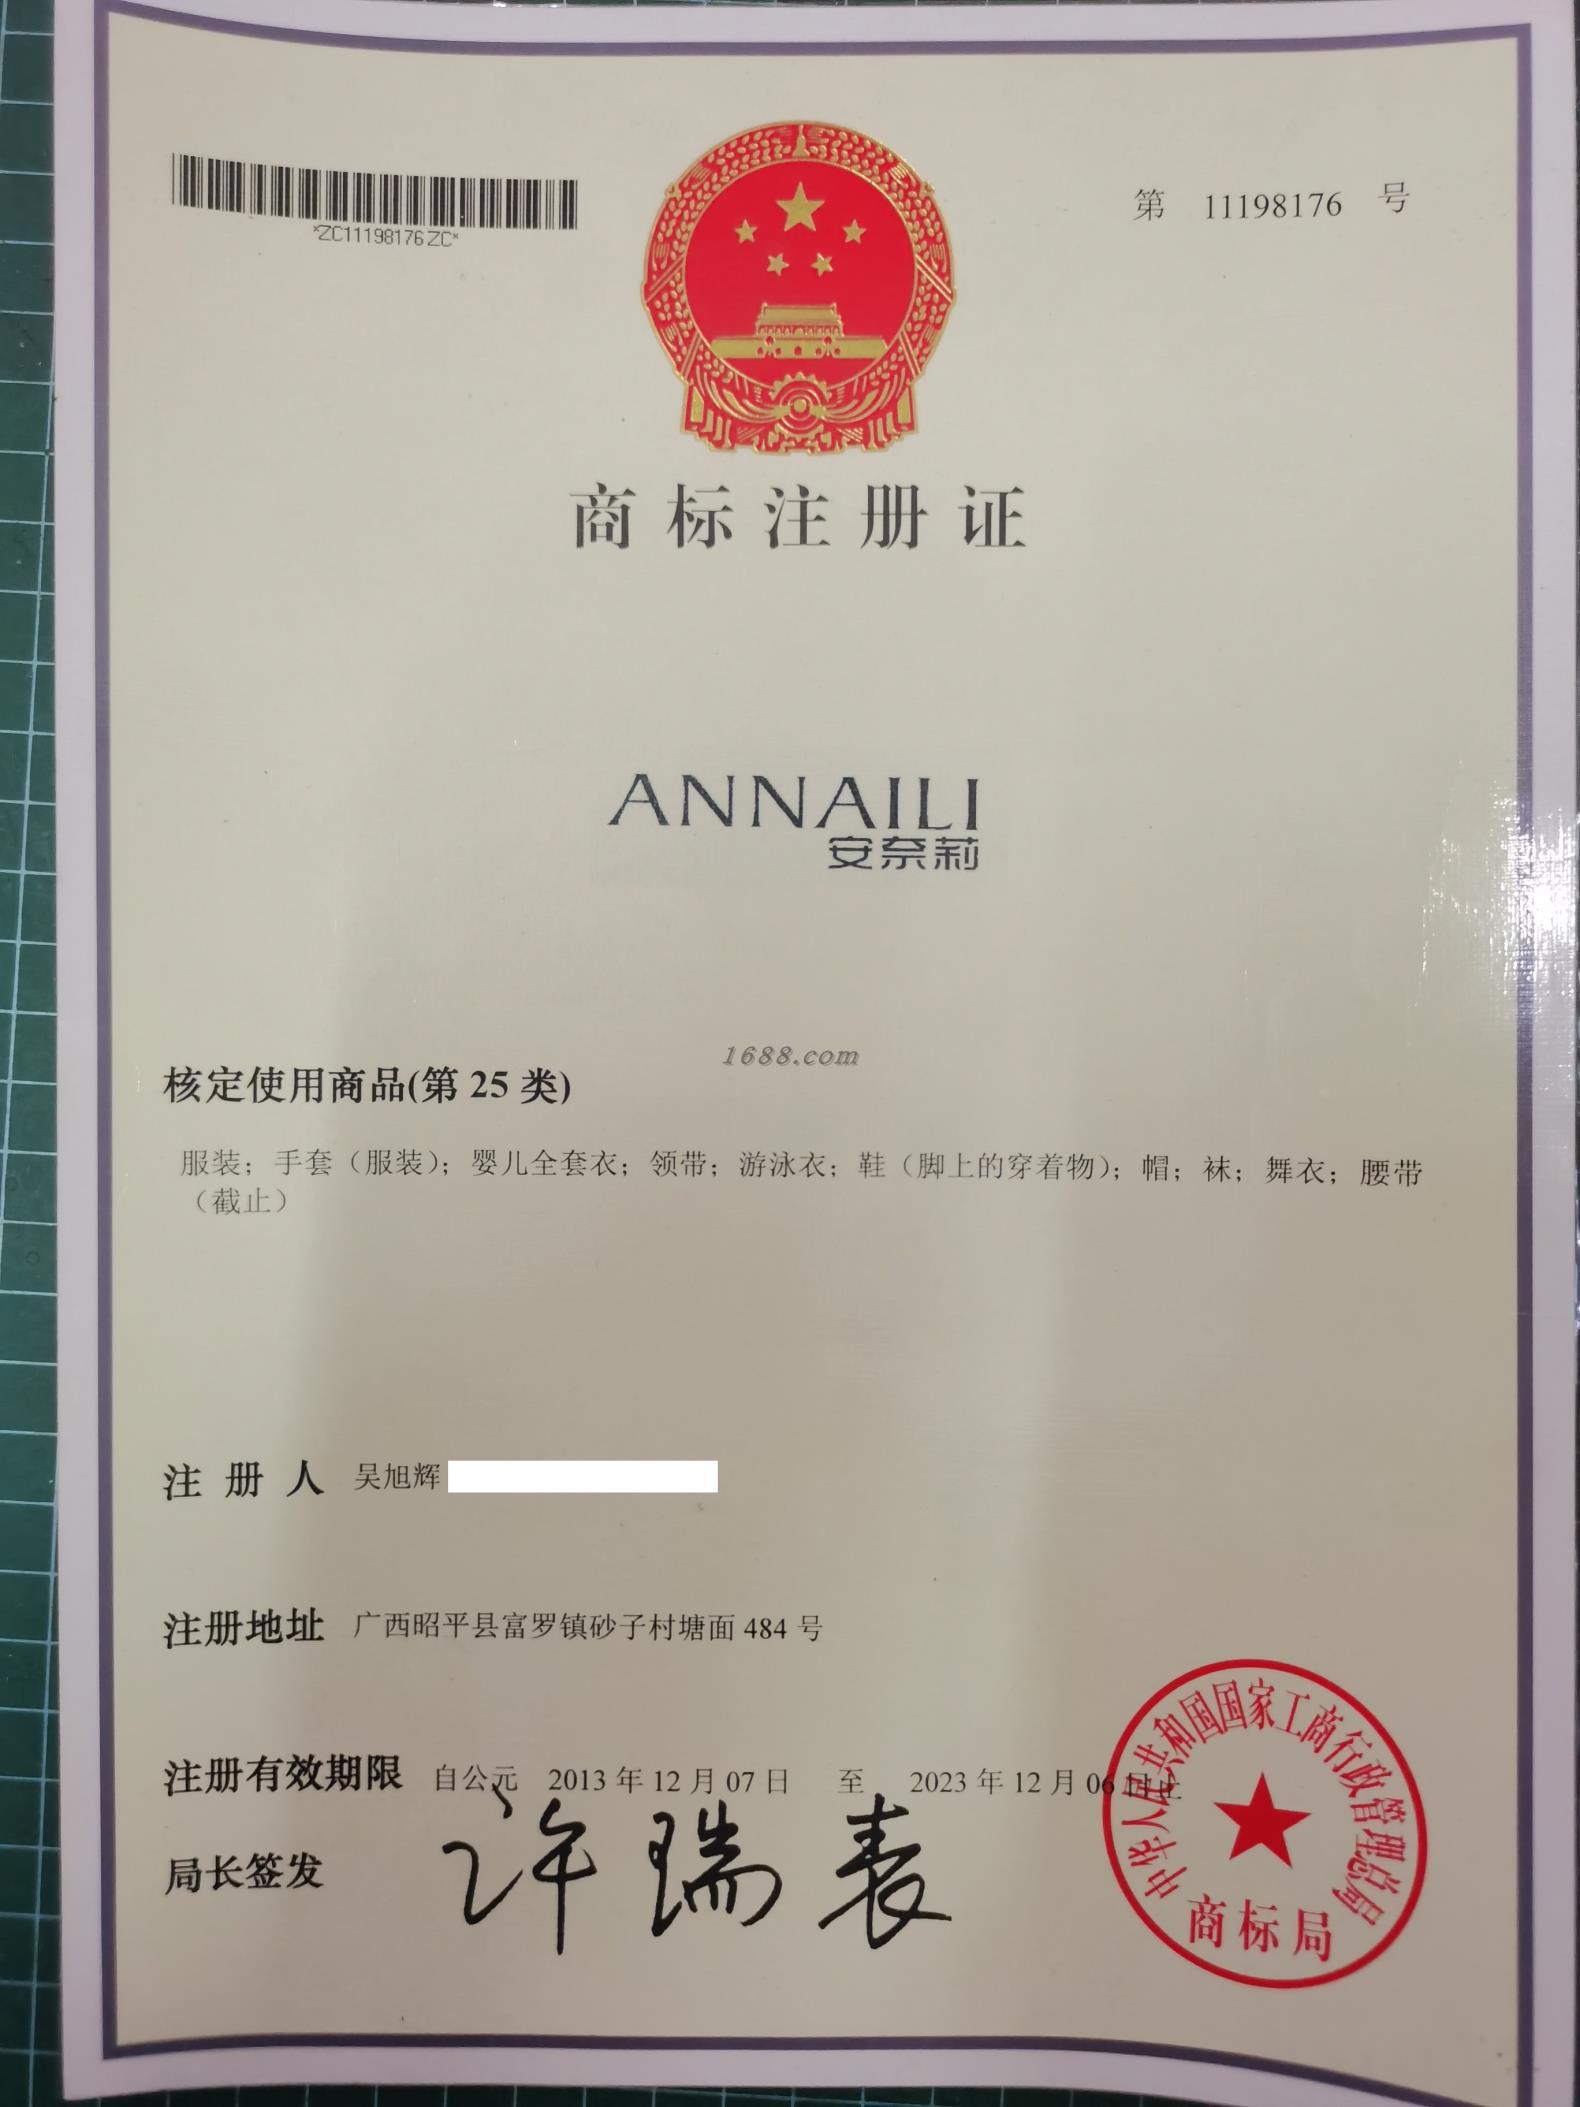 *ZC11198176ZC*
第 11198176 号
商标注册证
ANNAILI
安奈莉
1688.com
核定使用商品(第 25 类)
服装；手套（服装）；婴儿全套衣；领带；游泳衣；鞋（脚上的穿着物）；帽；袜；舞衣；腰带
（截止）
注 册 人 吴旭辉
注册地址 广西昭平县富罗镇砂子村塘面 484 号
注册有效期限 自公元 2013 年 12 月 07 日 至 2023 年 12 月 06 日止
局长签发 许瑞表
中华人民共和国国家工商行政管理总局
商标局